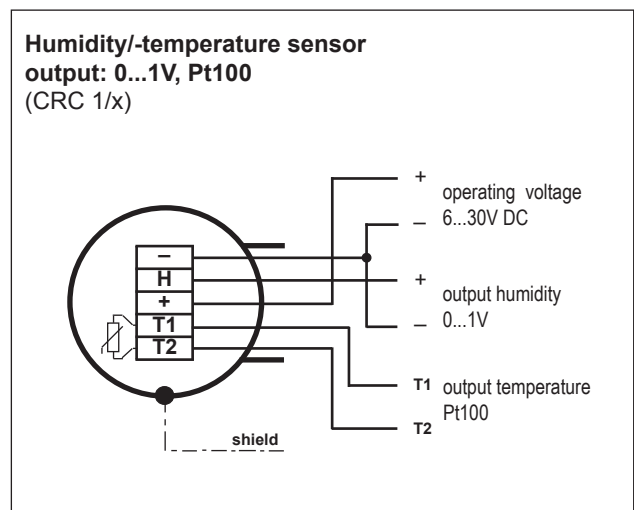 Humidity/-temperature sensor
output: 0...1V, Pt100
(CRC 1/x)
+
operating voltage
– 6...30V DC
–
H
+
T1
T2
+
output humidity
– 0...1V
T1 output temperature
Pt100
T2
shield